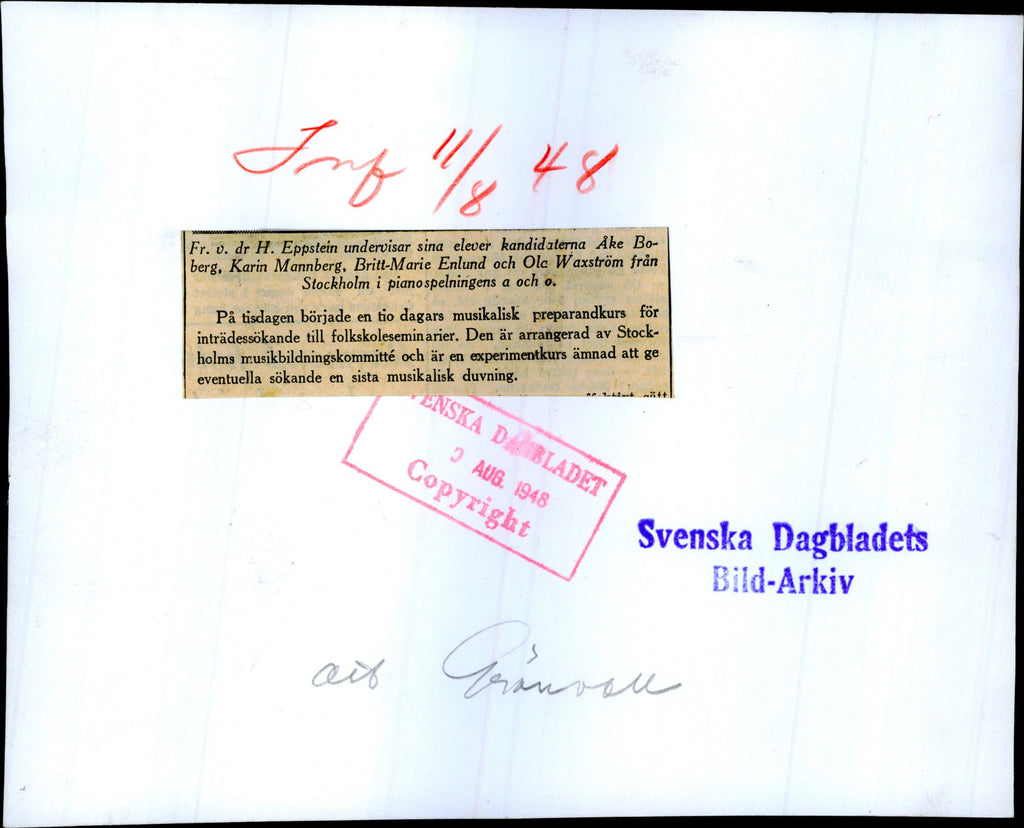 Inf 11/8 48
Fr. v. dr H. Eppstein undervisar sina elever kandidaterna Åke Bo-
berg, Karin Mannberg, Britt-Marie Enlund och Ola Waxström från
Stockholm i pianospelningens a och o.
På tisdagen började en tio dagars musikalisk preparandkurs för
inträdessökande till folkskoleseminarier. Den är arrangerad av Stock-
holms musikbildningskommitté och är en experimentkurs ämnad att ge
eventuella sökande en sista musikalisk duvning.
SVENSKA DAGBLADET
AUG. 1948
Copyright
Svenska Dagbladets
Bild-Arkiv
Grönvall